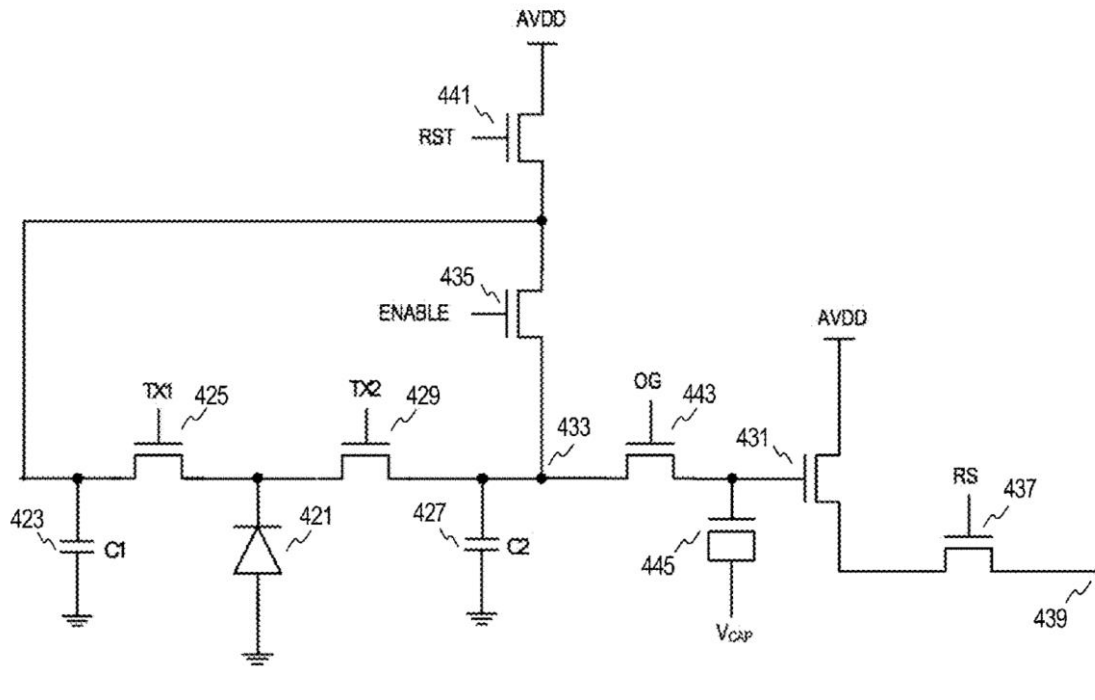 AVDD
441
RST
435
ENABLE
AVDD
TX1
425
TX2
429
OG
443
433
431
RS
437
423
C1
421
427
C2
445
439
VCAP